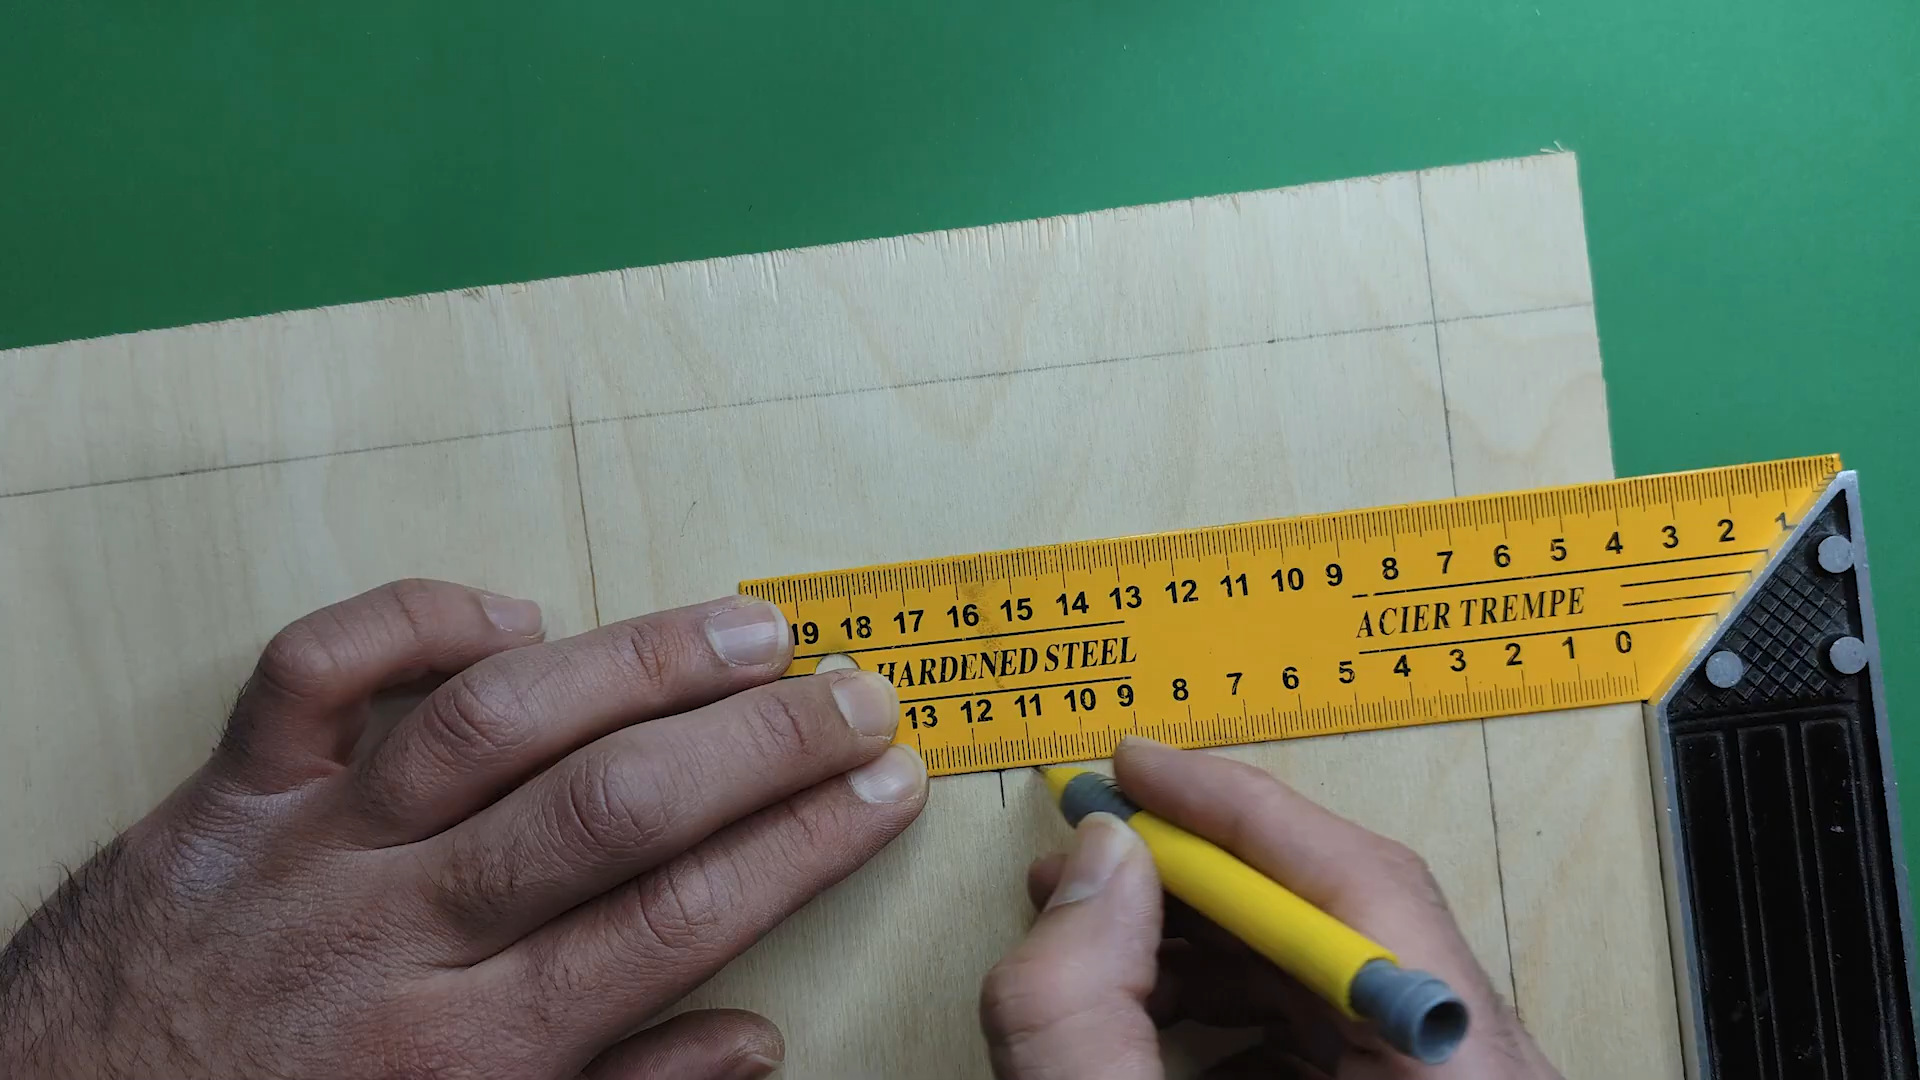 19 18 17 16 15 14 13 12 11 10 9 8 7 6 5 4 3 2 1
HARDENED STEEL ACIER TREMPE
13 12 11 10 9 8 7 6 5 4 3 2 1 0